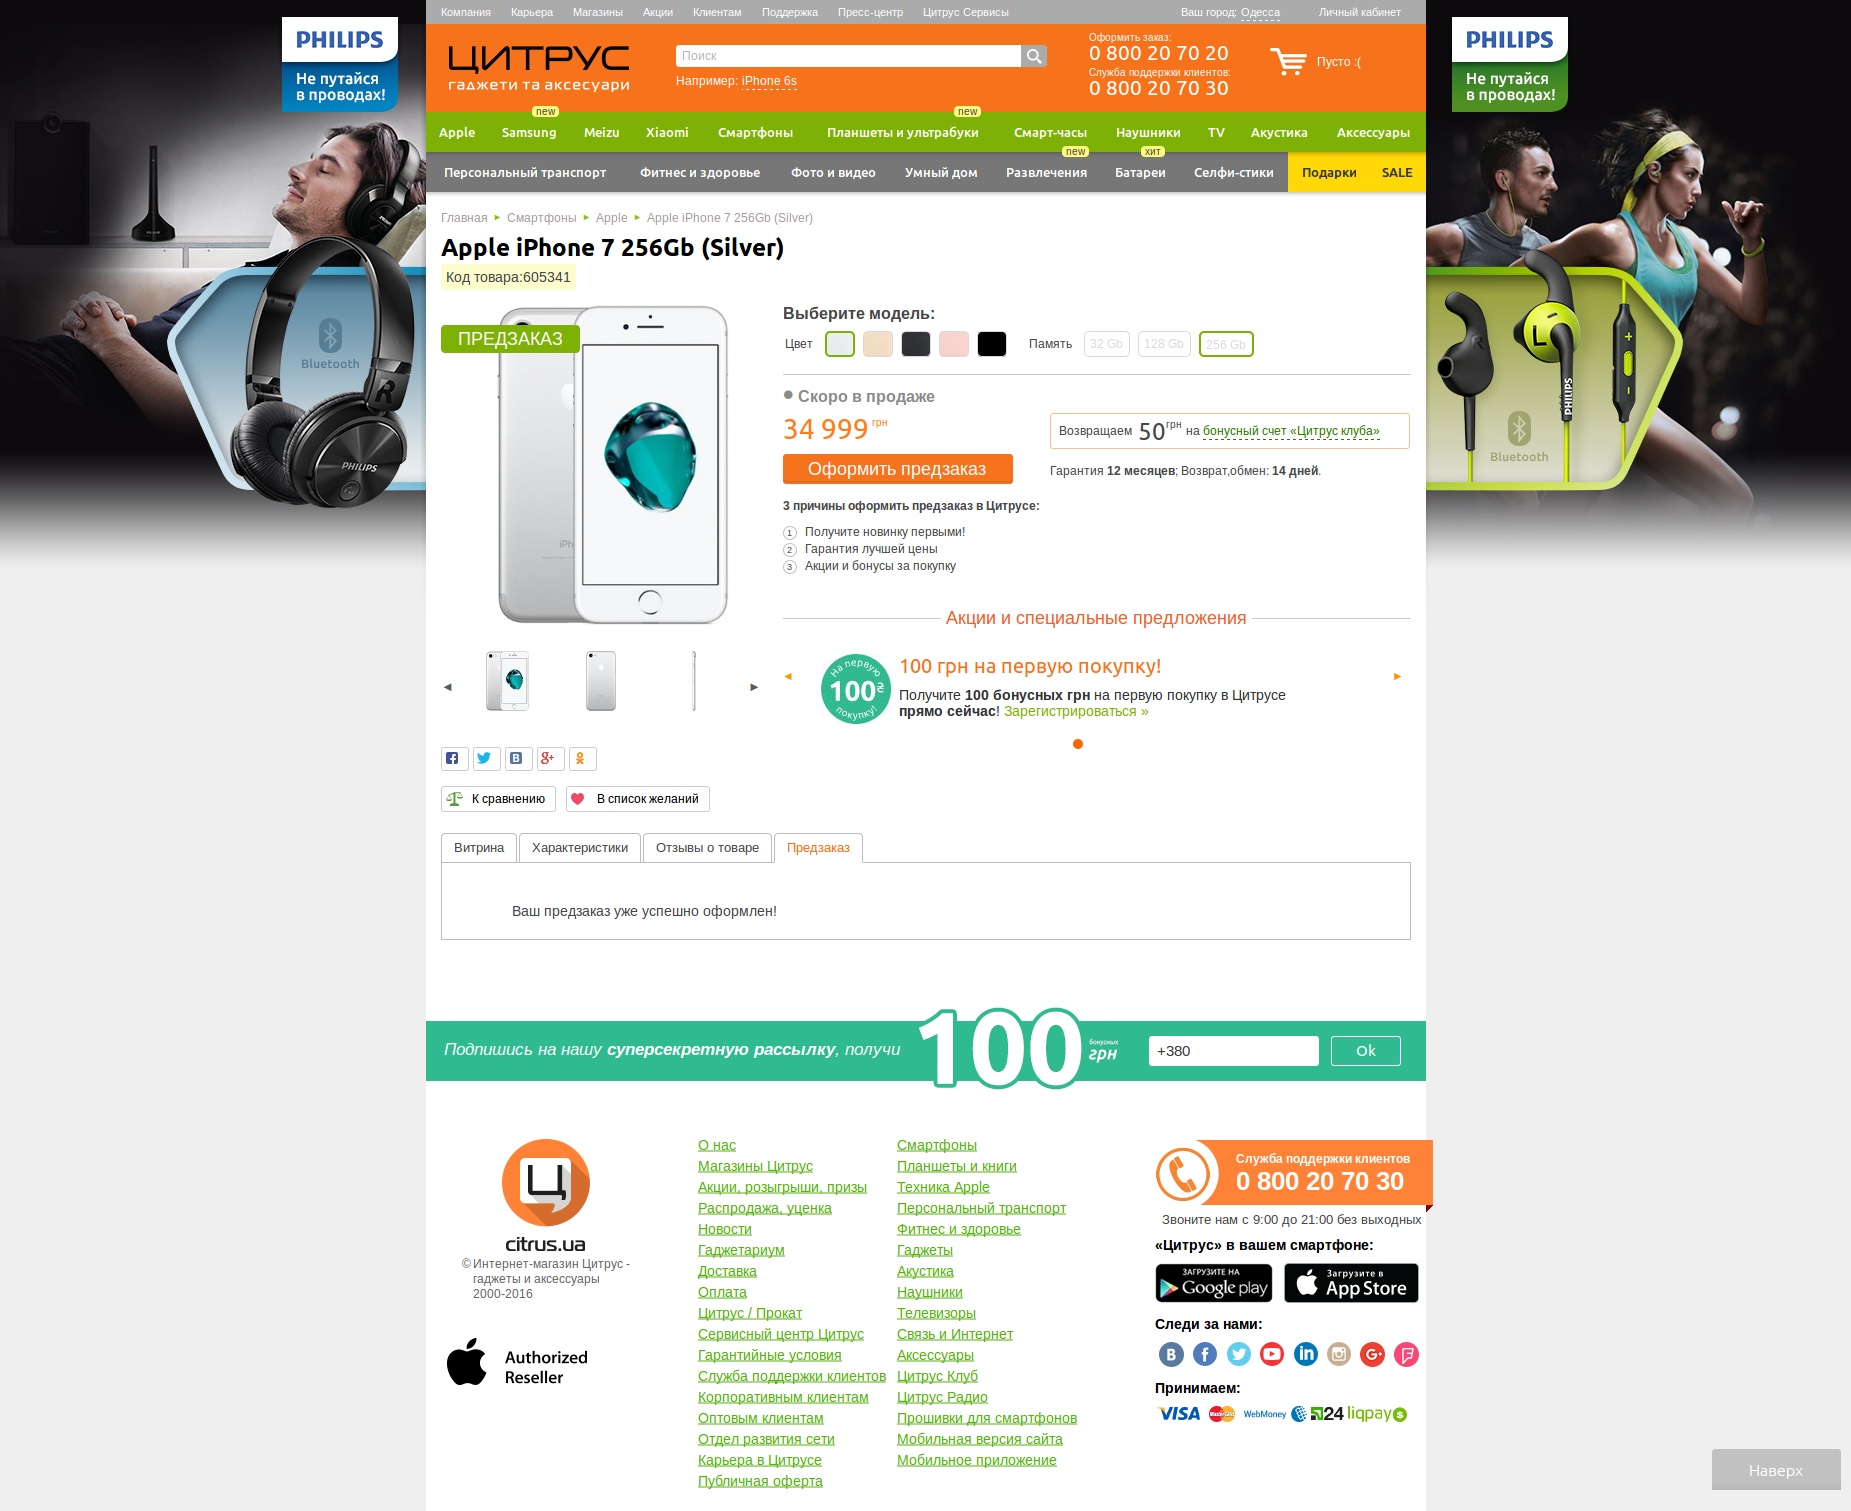 Компания Карьера Магазины Акции Клиентам Поддержка Пресс-центр Цитрус Сервисы Ваш город: Одесса Личный кабинет
PHILIPS
Не путайся
в проводах!
PHILIPS
Не путайся
в проводах!
ЦИТРУС
гаджети та аксесуари
Поиск
Например: iPhone 6s
Оформить заказ:
0 800 20 70 20
Служба поддержки клиентов:
0 800 20 70 30
Пусто :(
new new
Apple Samsung Meizu Xiaomi Смартфоны Планшеты и ультрабуки Смарт-часы Наушники TV Акустика Аксессуары
new хит
Персональный транспорт Фитнес и здоровье Фото и видео Умный дом Развлечения Батареи Селфи-стики Подарки SALE
Главная Смартфоны Apple Apple iPhone 7 256Gb (Silver)
Apple iPhone 7 256Gb (Silver)
Код товара:605341
ПРЕДЗАКАЗ
Bluetooth
R
PHILIPS
L
PHILIPS
Bluetooth
Выберите модель:
Цвет Память 32 Gb 128 Gb 256 Gb
Скоро в продаже
34 999 грн
Возвращаем 50 грн на бонусный счет «Цитрус клуба»
Оформить предзаказ
Гарантия 12 месяцев; Возврат,обмен: 14 дней.
3 причины оформить предзаказ в Цитрусе:
1 Получите новинку первыми!
2 Гарантия лучшей цены
3 Акции и бонусы за покупку
Акции и специальные предложения
На первую
100₴
покупку!
100 грн на первую покупку!
Получите 100 бонусных грн на первую покупку в Цитрусе
прямо сейчас! Зарегистрироваться »
К сравнению В список желаний
Витрина Характеристики Отзывы о товаре Предзаказ
Ваш предзаказ уже успешно оформлен!
Подпишись на нашу суперсекретную рассылку, получи 100 бонусных грн +380 Ok
citrus.ua
© Интернет-магазин Цитрус -
гаджеты и аксессуары
2000-2016
Authorized
Reseller
О нас
Магазины Цитрус
Акции, розыгрыши, призы
Распродажа, уценка
Новости
Гаджетариум
Доставка
Оплата
Цитрус / Прокат
Сервисный центр Цитрус
Гарантийные условия
Служба поддержки клиентов
Корпоративным клиентам
Оптовым клиентам
Отдел развития сети
Карьера в Цитрусе
Публичная оферта
Смартфоны
Планшеты и книги
Техника Apple
Персональный транспорт
Фитнес и здоровье
Гаджеты
Акустика
Наушники
Телевизоры
Связь и Интернет
Аксессуары
Цитрус Клуб
Цитрус Радио
Прошивки для смартфонов
Мобильная версия сайта
Мобильное приложение
Служба поддержки клиентов
0 800 20 70 30
Звоните нам с 9:00 до 21:00 без выходных
«Цитрус» в вашем смартфоне:
ЗАГРУЗИТЕ НА
Google play
Загрузите в
App Store
Следи за нами:
Принимаем:
VISA MasterCard WebMoney 24 liqpay
Наверх